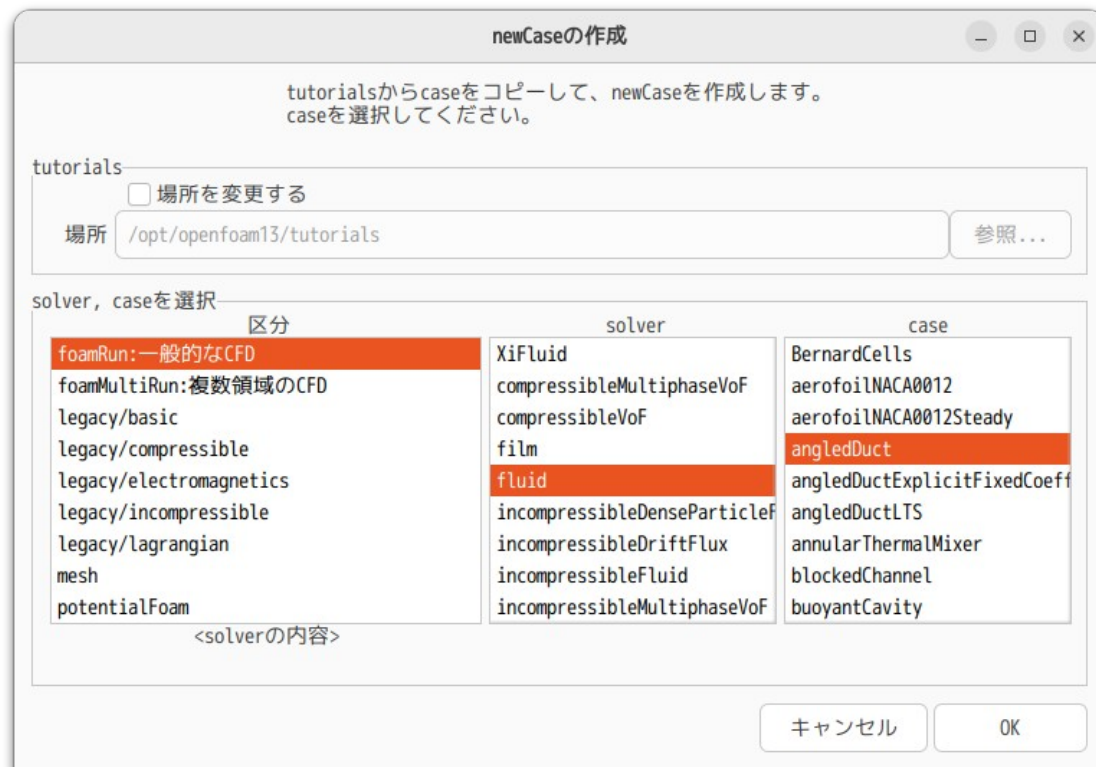 newCaseの作成
tutorialsからcaseをコピーして、newCaseを作成します。
caseを選択してください。
tutorials
場所を変更する
場所 /opt/openfoam13/tutorials 参照...
solver, caseを選択
区分 solver case
foamRun:一般的なCFD XiFluid BernardCells
foamMultiRun:複数領域のCFD compressibleMultiphaseVoF aerofoilNACA0012
legacy/basic compressibleVoF aerofoilNACA0012Steady
legacy/compressible film angledDuct
legacy/electromagnetics fluid angledDuctExplicitFixedCoeff
legacy/incompressible incompressibleDenseParticleF angledDuctLTS
legacy/lagrangian incompressibleDriftFlux annularThermalMixer
mesh incompressibleFluid blockedChannel
potentialFoam incompressibleMultiphaseVoF buoyantCavity
<solverの内容>
キャンセル OK